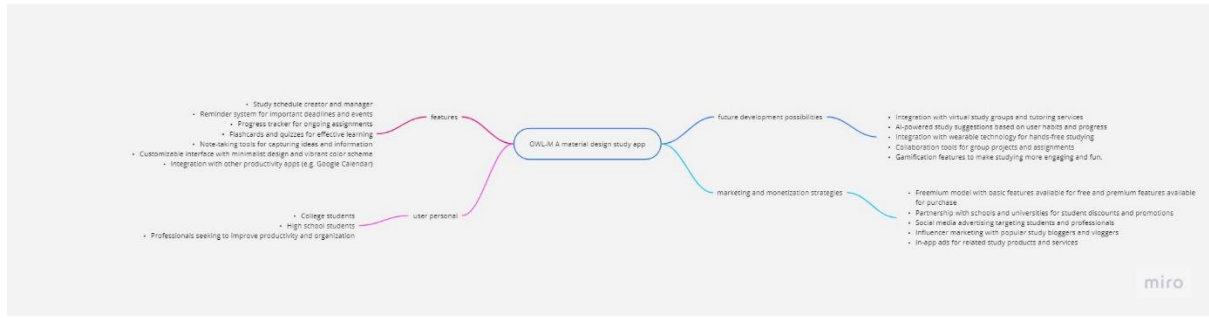 OWL-M A material design study app
features
• Study schedule creator and manager
• Reminder system for important deadlines and events
• Progress tracker for ongoing assignments
• Flashcards and quizzes for effective learning
• Note-taking tools for capturing ideas and information
• Customizable interface with minimalist design and vibrant color scheme
• Integration with other productivity apps (e.g. Google Calendar)
user personal
• College students
• High school students
• Professionals seeking to improve productivity and organization
future development possibilities
• Integration with virtual study groups and tutoring services
• AI-powered study suggestions based on user habits and progress
• Integration with wearable technology for hands-free studying
• Collaboration tools for group projects and assignments
• Gamification features to make studying more engaging and fun.
marketing and monetization strategies
• Freemium model with basic features available for free and premium features available
for purchase
• Partnership with schools and universities for student discounts and promotions
• Social media advertising targeting students and professionals
• Influencer marketing with popular study bloggers and vloggers
• In-app ads for related study products and services
miro